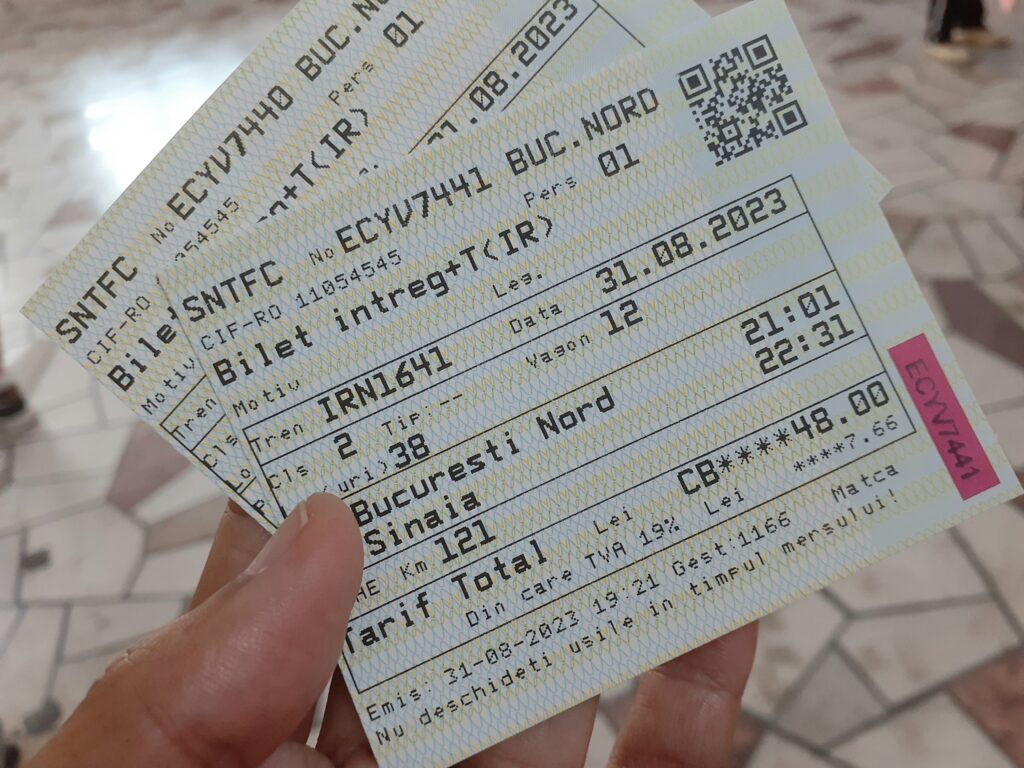 SNTFC No ECYV7440 BUC.N
Pers 01
CIF-RO 11054545
+T(IR)
.08.2023
Motiv
Tren
Cls
SNTFC No ECYV7441 BUC.NORD
CIF-RO 11054545 Pers 01
Bilet intreg+T(IR)
Motiv Leg.
Tren IRN1641 Data 31.08.2023
Cls 2 Tip:-- Vagon 12
38
Bucuresti Nord 21:01
Sinaia 22:31
Km 121
Tarif Total Lei CB****48.00
Din care TVA 19% Lei ****7.66
Emis: 31-08-2023 19:21 Gest:1166 Matca
Nu deschideti usile in timpul mersului!
ECYV7441